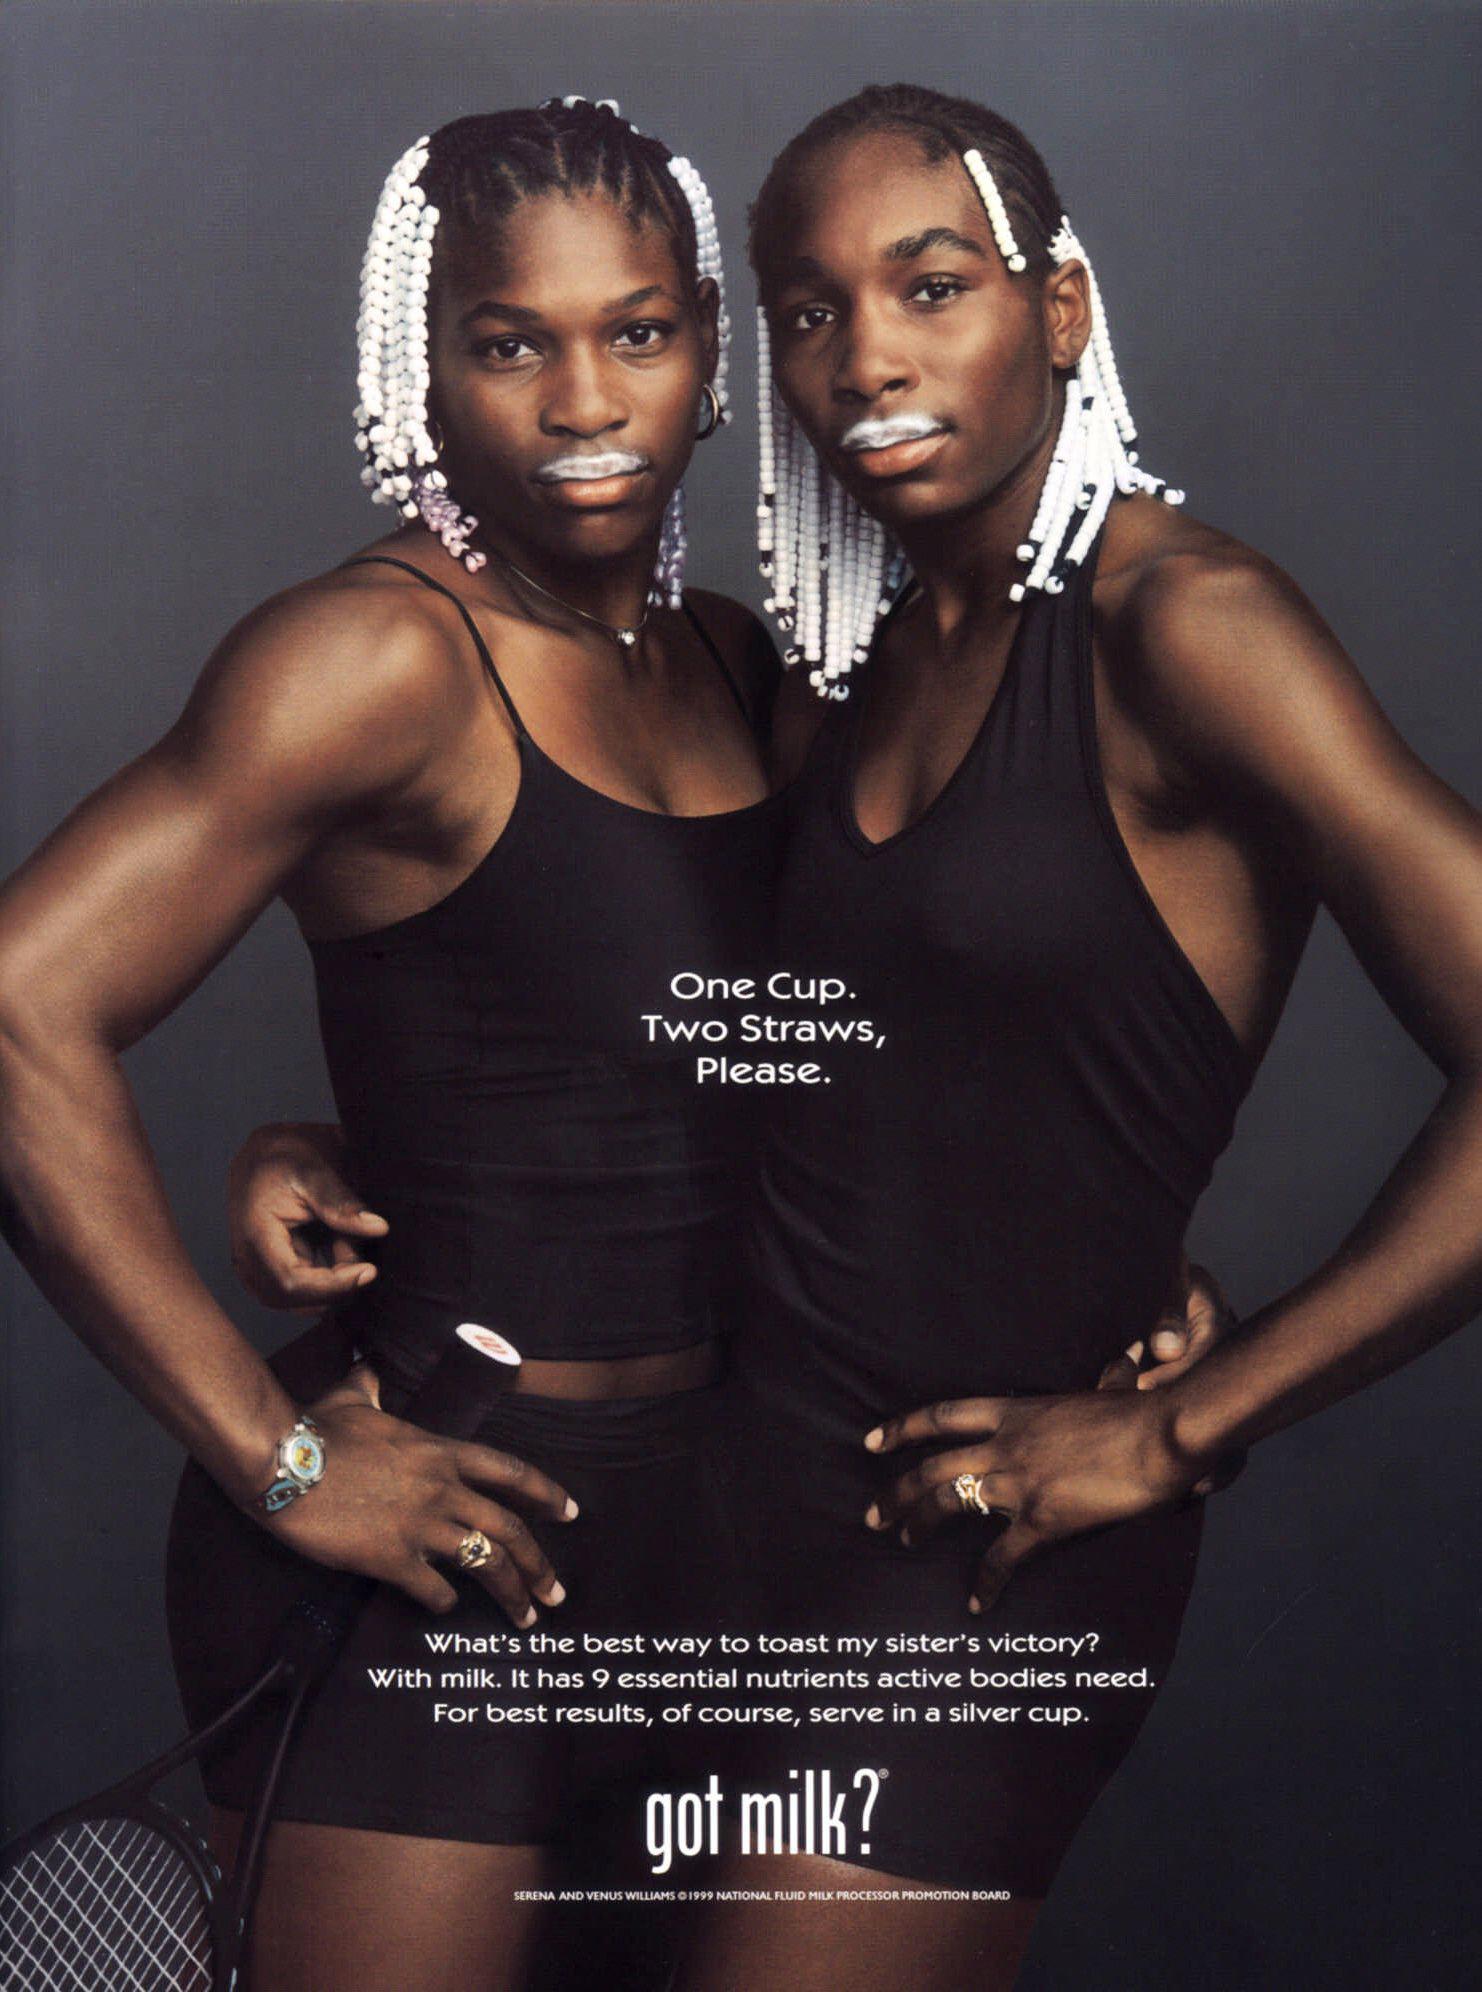 One Cup.
Two Straws,
Please.
What's the best way to toast my sister's victory?
With milk. It has 9 essential nutrients active bodies need.
For best results, of course, serve in a silver cup.
got milk?®
SERENA AND VENUS WILLIAMS ©1999 NATIONAL FLUID MILK PROCESSOR PROMOTION BOARD